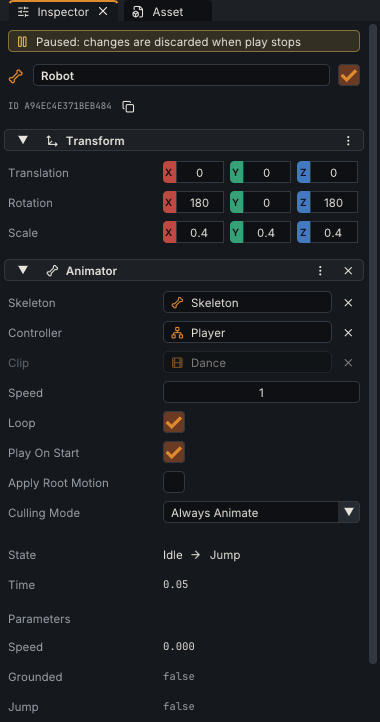 Inspector Asset
Paused: changes are discarded when play stops
Robot
ID A94EC4E371BEB484
Transform
Translation X 0 Y 0 Z 0
Rotation X 180 Y 0 Z 180
Scale X 0.4 Y 0.4 Z 0.4
Animator
Skeleton Skeleton
Controller Player
Clip Dance
Speed 1
Loop
Play On Start
Apply Root Motion
Culling Mode Always Animate
State Idle → Jump
Time 0.05
Parameters
Speed 0.000
Grounded false
Jump false